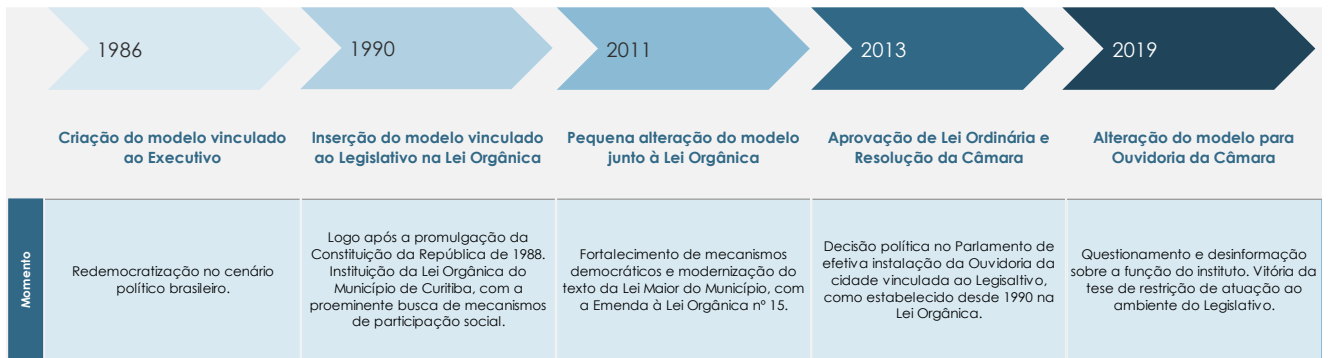 1986
1990
2011
2013
2019
Criação do modelo vinculado
ao Executivo
Inserção do modelo vinculado
ao Legislativo na Lei Orgânica
Pequena alteração do modelo
junto à Lei Orgânica
Aprovação de Lei Ordinária e
Resolução da Câmara
Alteração do modelo para
Ouvidoria da Câmara
Momento
Redemocratização no cenário
político brasileiro.
Logo após a promulgação da
Constituição da República de 1988.
Instituição da Lei Orgânica do
Município de Curitiba, com a
proeminente busca de mecanismos
de participação social.
Fortalecimento de mecanismos
democráticos e modernização do
texto da Lei Maior do Município, com
a Emenda à Lei Orgânica nº 15.
Decisão política no Parlamento de
efetiva instalação da Ouvidoria da
cidade vinculada ao Legisaltivo,
como estabelecido desde 1990 na
Lei Orgânica.
Questionamento e desinformação
sobre a função do instituto. Vitória da
tese de restrição de atuação ao
ambiente do Legislativo.